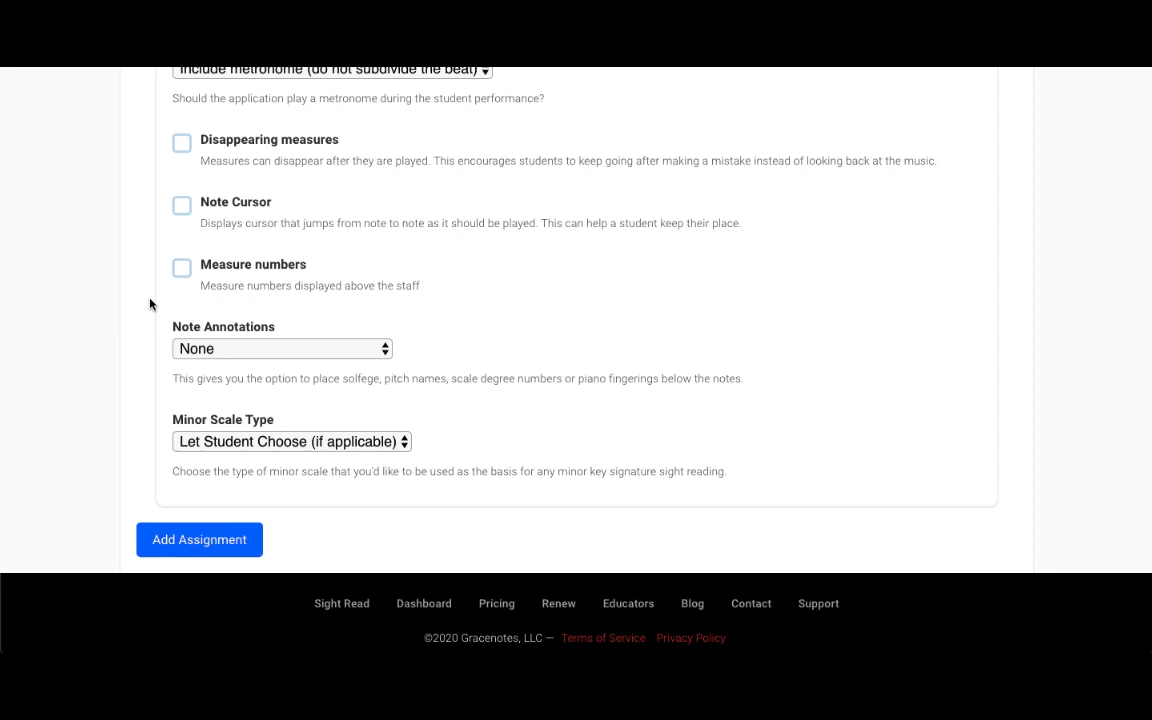 Include metronome (do not subdivide the beat)
Should the application play a metronome during the student performance?
Disappearing measures
Measures can disappear after they are played. This encourages students to keep going after making a mistake instead of looking back at the music.
Note Cursor
Displays cursor that jumps from note to note as it should be played. This can help a student keep their place.
Measure numbers
Measure numbers displayed above the staff
Note Annotations
None
This gives you the option to place solfege, pitch names, scale degree numbers or piano fingerings below the notes.
Minor Scale Type
Let Student Choose (if applicable)
Choose the type of minor scale that you'd like to be used as the basis for any minor key signature sight reading.
Add Assignment
Sight Read Dashboard Pricing Renew Educators Blog Contact Support
©2020 Gracenotes, LLC — Terms of Service Privacy Policy